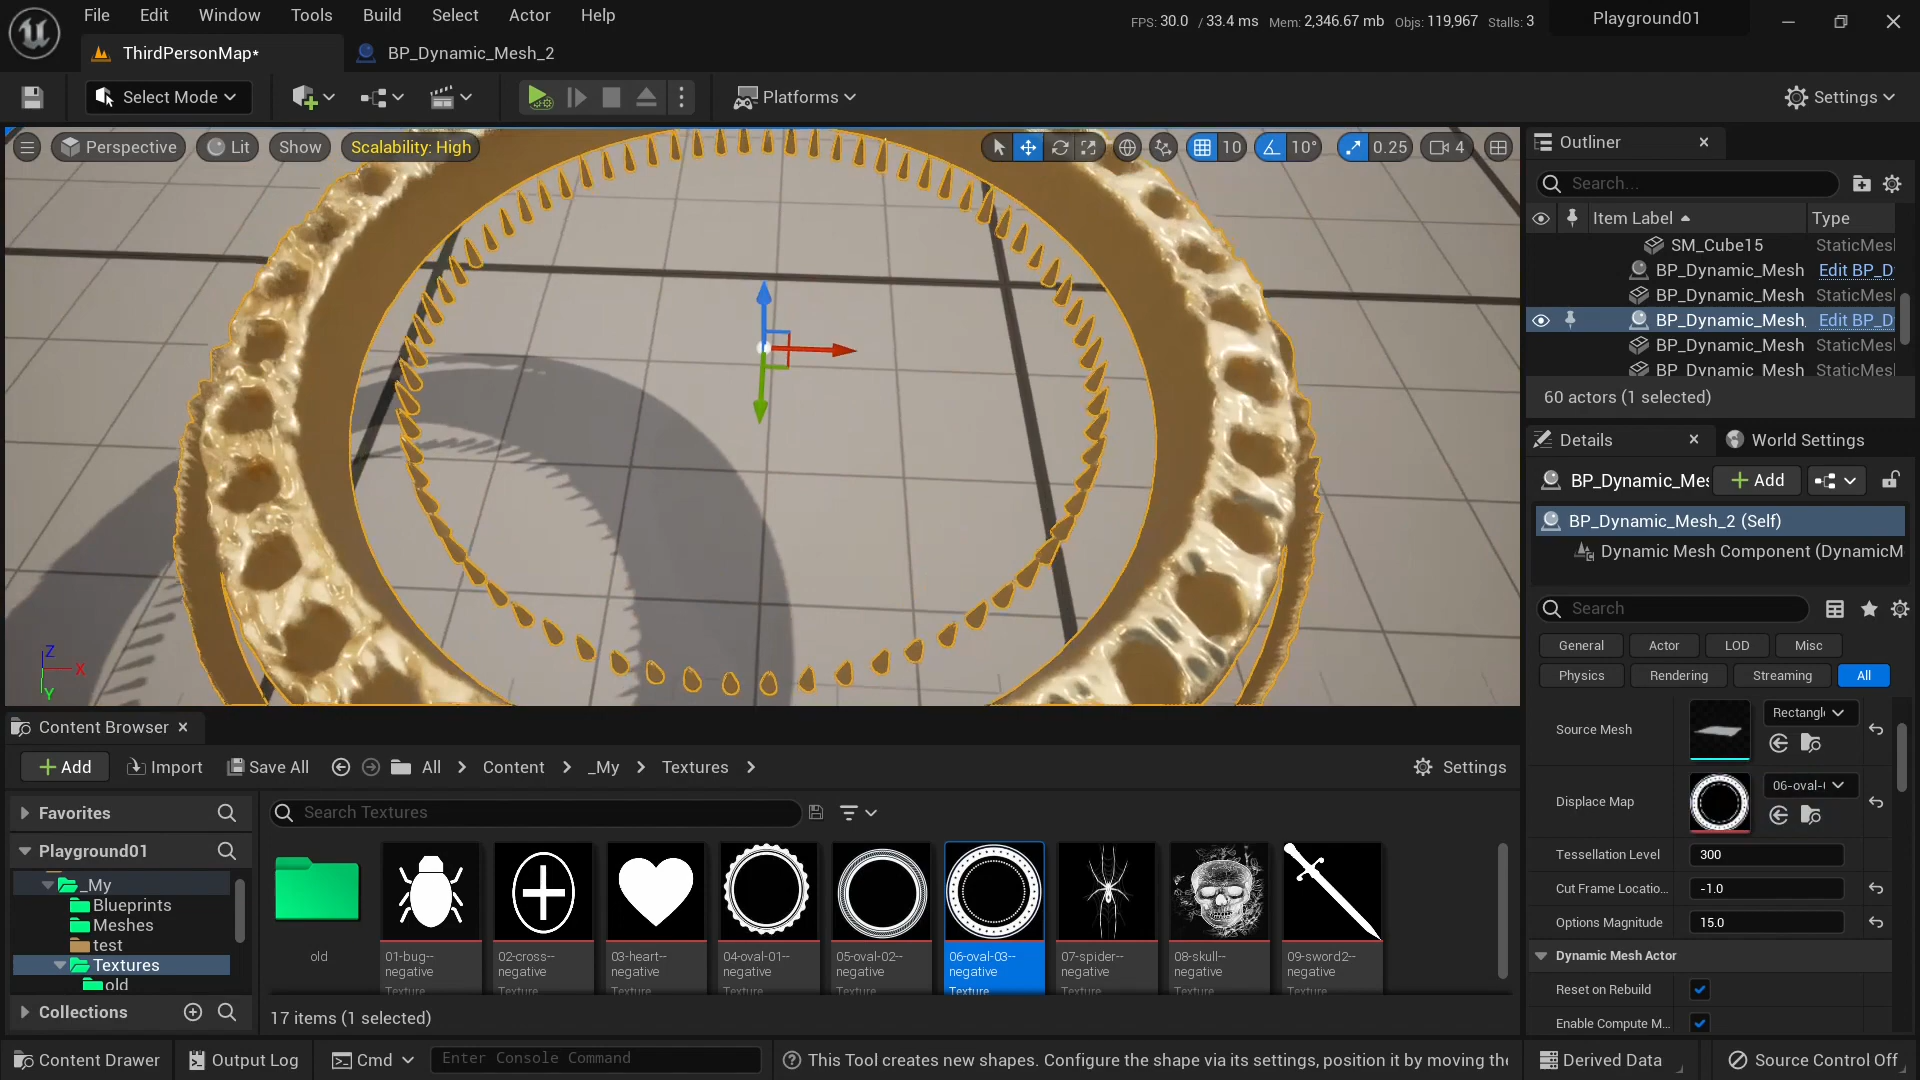 File Edit Window Tools Build Select Actor Help
FPS: 30.0 / 33.4 ms Mem: 2,346.67 mb Objs: 119,967 Stalls: 3
Playground01
ThirdPersonMap*
BP_Dynamic_Mesh_2
Select Mode
Platforms
Settings
Perspective
Lit
Show
Scalability: High
10
10°
0.25
4
Z
X
Y
Outliner
Search...
Item Label
Type
SM_Cube15 StaticMesl
BP_Dynamic_Mesh Edit BP_D
BP_Dynamic_Mesh StaticMesl
BP_Dynamic_Mesh Edit BP_D
BP_Dynamic_Mesh StaticMesl
BP_Dynamic_Mesh StaticMesl
60 actors (1 selected)
Details
World Settings
BP_Dynamic_Mes
Add
BP_Dynamic_Mesh_2 (Self)
Dynamic Mesh Component (DynamicM
Search
General
Actor
LOD
Misc
Physics
Rendering
Streaming
All
Source Mesh
Rectangl
Displace Map
06-oval-
Tessellation Level 300
Cut Frame Locatio... -1.0
Options Magnitude 15.0
Dynamic Mesh Actor
Reset on Rebuild
Enable Compute M...
Content Browser
Add
Import
Save All
All > Content > _My > Textures >
Settings
Favorites
Search Textures
Playground01
_My
Blueprints
Meshes
test
Textures
old
Collections
old
01-bug--negative
Texture
02-cross--negative
Texture
03-heart--negative
Texture
04-oval-01--negative
Texture
05-oval-02--negative
Texture
06-oval-03--negative
Texture
07-spider--negative
Texture
08-skull--negative
Texture
09-sword2--negative
Texture
17 items (1 selected)
Content Drawer
Output Log
Cmd
Enter Console Command
This Tool creates new shapes. Configure the shape via its settings, position it by moving the
Derived Data
Source Control Off